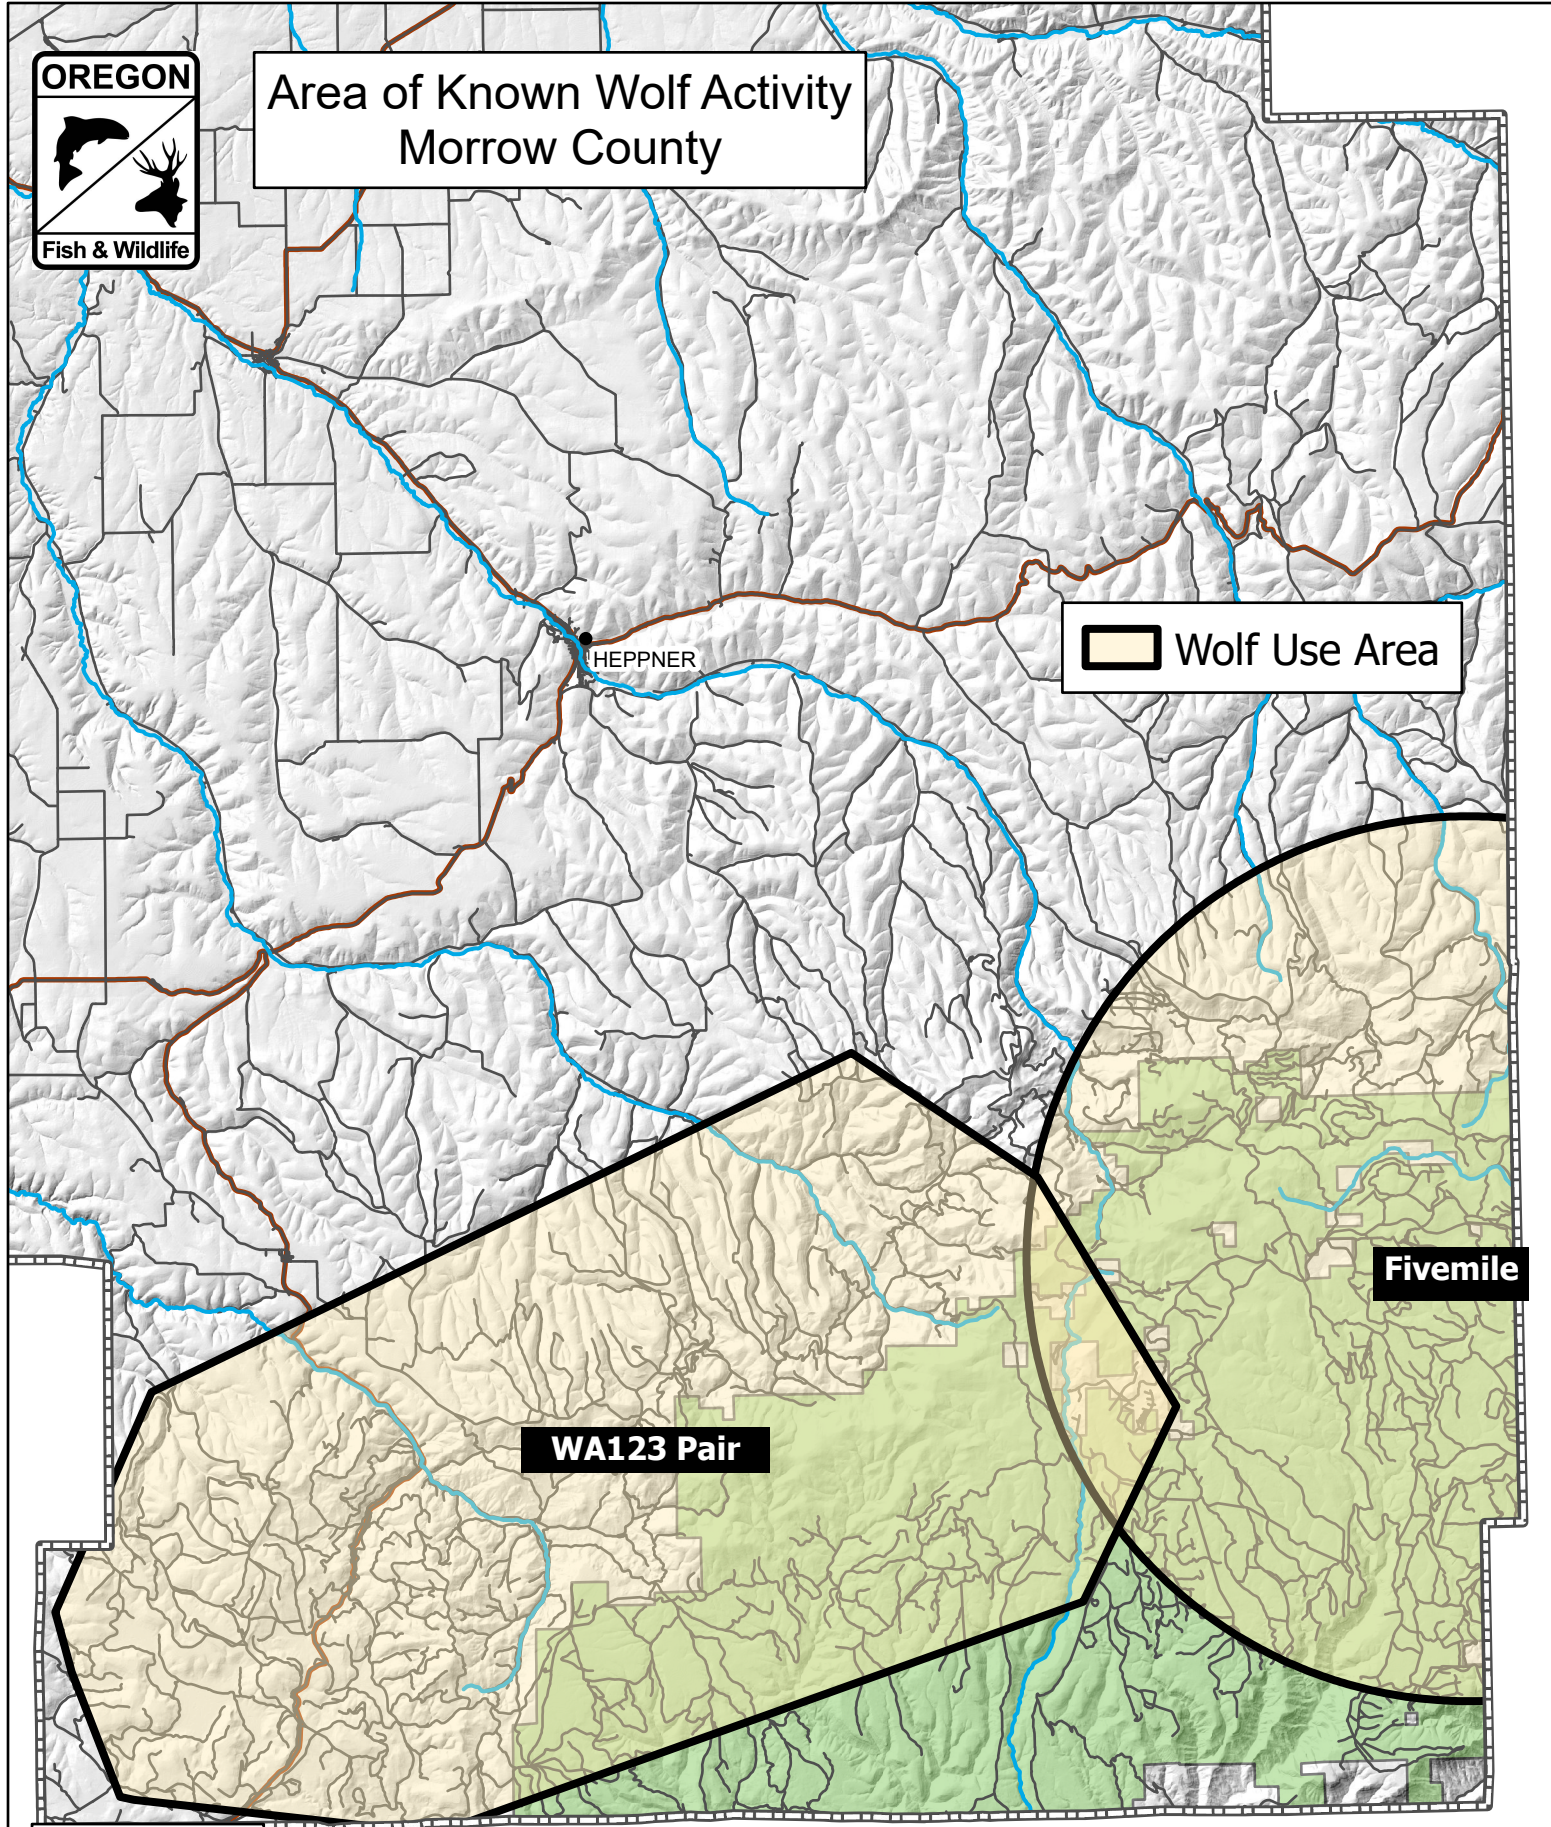 OREGON
Fish & Wildlife
Area of Known Wolf Activity
Morrow County
HEPPNER
Wolf Use Area
Fivemile
WA123 Pair